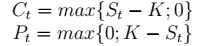 C_t = max{S_t − K; 0}
P_t = max{0; K − S_t}